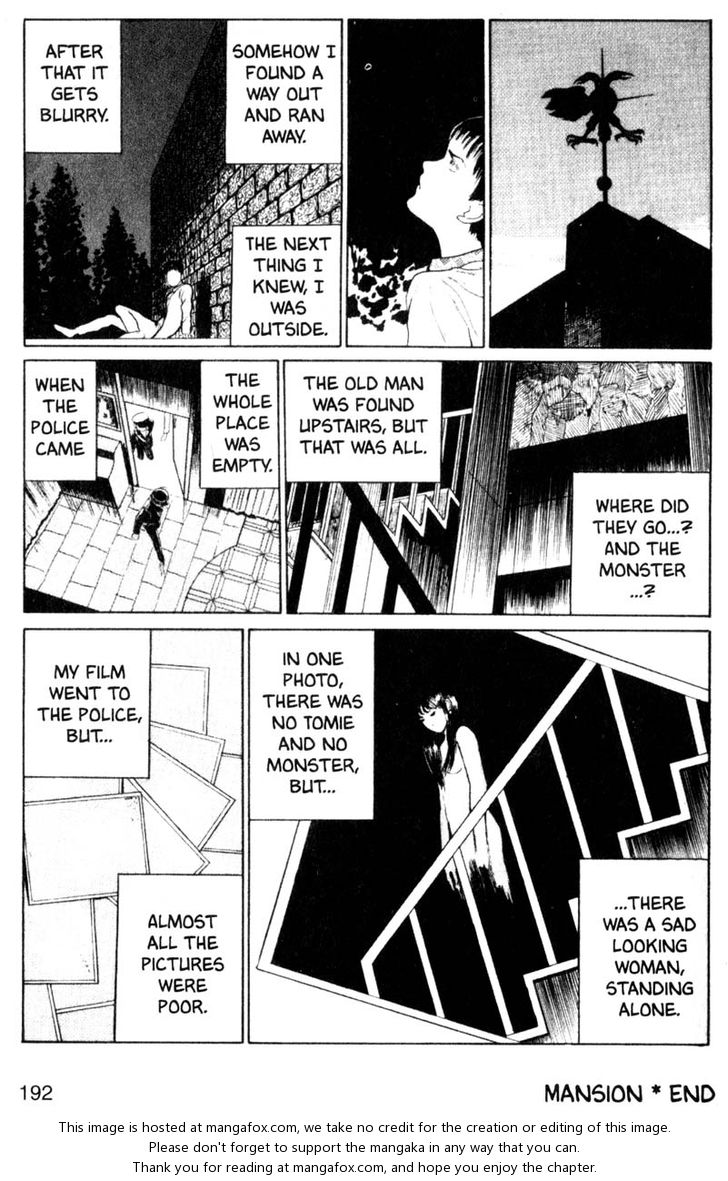 AFTER
THAT IT
GETS
BLURRY.
SOMEHOW I
FOUND A
WAY OUT
AND RAN
AWAY.
THE NEXT
THING I
KNEW, I
WAS
OUTSIDE.
WHEN
THE
POLICE
CAME
THE
WHOLE
PLACE
WAS
EMPTY.
THE OLD MAN
WAS FOUND
UPSTAIRS, BUT
THAT WAS ALL.
WHERE DID
THEY GO...?
AND THE
MONSTER
...?
MY FILM
WENT TO
THE POLICE,
BUT...
ALMOST
ALL THE
PICTURES
WERE
POOR.
IN ONE
PHOTO,
THERE WAS
NO TOMIE
AND NO
MONSTER,
BUT...
...THERE
WAS A SAD
LOOKING
WOMAN,
STANDING
ALONE.
192
MANSION * END
This image is hosted at mangafox.com, we take no credit for the creation or editing of this image.
Please don't forget to support the mangaka in any way that you can.
Thank you for reading at mangafox.com, and hope you enjoy the chapter.